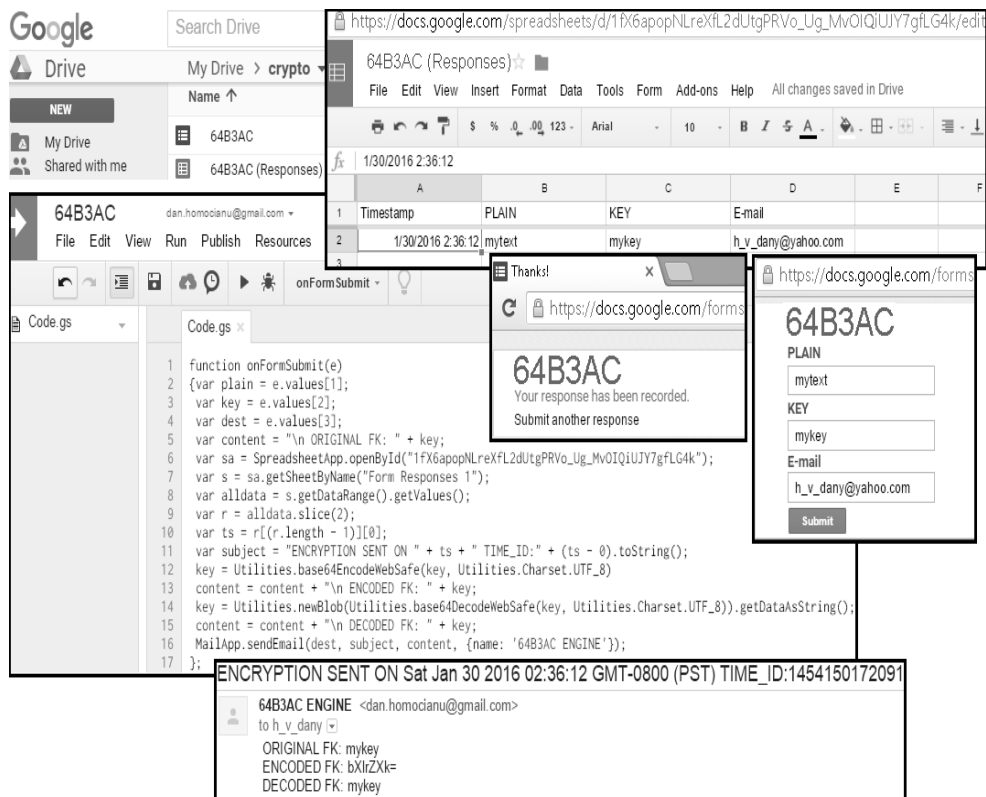 Google
Search Drive
Drive
My Drive > crypto
NEW
Name ↑
My Drive
64B3AC
Shared with me
64B3AC (Responses)
https://docs.google.com/spreadsheets/d/1fX6apopNLreXfL2dUtgPRVo_Ug_MvOIQiUJY7gfLG4k/edit
64B3AC (Responses)
File Edit View Insert Format Data Tools Form Add-ons Help All changes saved in Drive
$ % .0 .00 123 Arial 10 B I S A
fx 1/30/2016 2:36:12
A B C D E F
1 Timestamp PLAIN KEY E-mail
2 1/30/2016 2:36:12 mytext mykey h_v_dany@yahoo.com
3
64B3AC dan.homocianu@gmail.com
File Edit View Run Publish Resources
onFormSubmit
Code.gs
Code.gs ×
1 function onFormSubmit(e)
2 {var plain = e.values[1];
3 var key = e.values[2];
4 var dest = e.values[3];
5 var content = "\n ORIGINAL FK: " + key;
6 var sa = SpreadsheetApp.openById("1fX6apopNLreXfL2dUtgPRVo_Ug_MvOIQiUJY7gfLG4k");
7 var s = sa.getSheetByName("Form Responses 1");
8 var alldata = s.getDataRange().getValues();
9 var r = alldata.slice(2);
10 var ts = r[(r.length - 1)][0];
11 var subject = "ENCRYPTION SENT ON " + ts + " TIME_ID:" + (ts - 0).toString();
12 key = Utilities.base64EncodeWebSafe(key, Utilities.Charset.UTF_8)
13 content = content + "\n ENCODED FK: " + key;
14 key = Utilities.newBlob(Utilities.base64DecodeWebSafe(key, Utilities.Charset.UTF_8)).getDataAsString();
15 content = content + "\n DECODED FK: " + key;
16 MailApp.sendEmail(dest, subject, content, {name: '64B3AC ENGINE'});
17 };
Thanks! ×
https://docs.google.com/forms
64B3AC
Your response has been recorded.
Submit another response
https://docs.google.com/forms
64B3AC
PLAIN
mytext
KEY
mykey
E-mail
h_v_dany@yahoo.com
Submit
ENCRYPTION SENT ON Sat Jan 30 2016 02:36:12 GMT-0800 (PST) TIME_ID:1454150172091
64B3AC ENGINE <dan.homocianu@gmail.com>
to h_v_dany
ORIGINAL FK: mykey
ENCODED FK: bXlrZXk=
DECODED FK: mykey